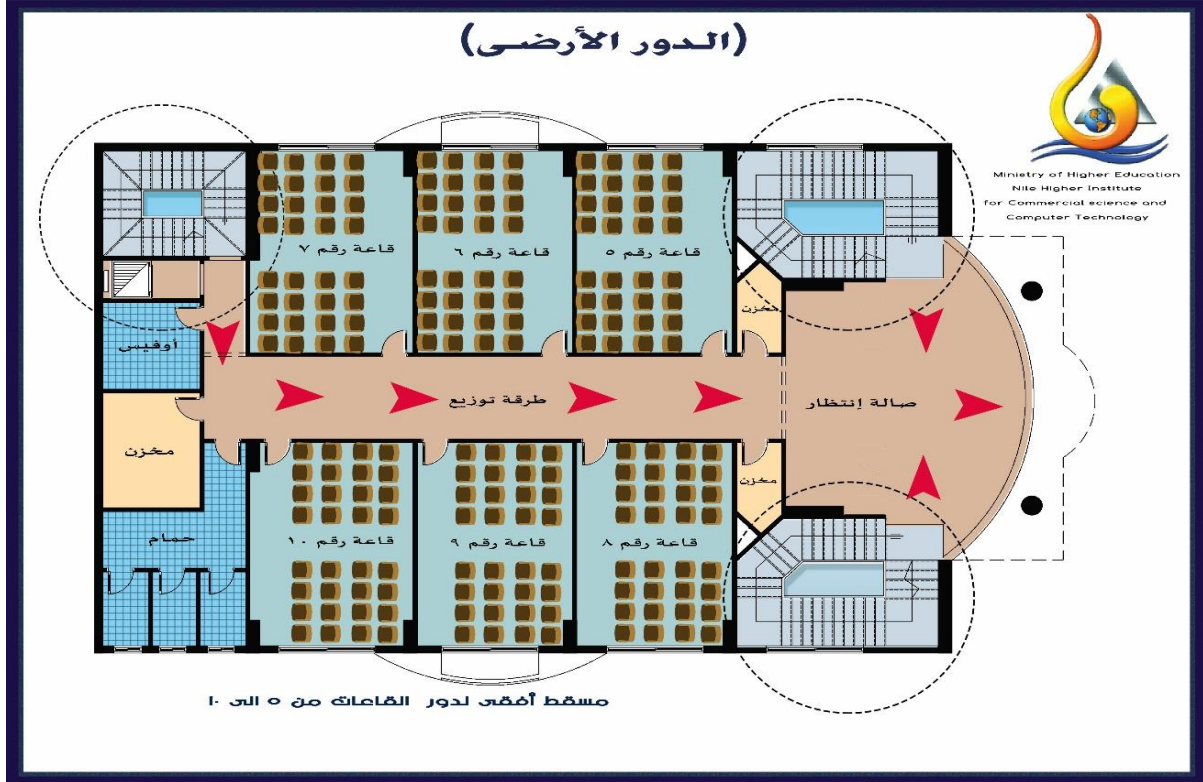 (الدور الأرضى)
Ministry of Higher Education
Nile Higher Institute
for Commercial science and
Computer Technology
قاعة رقم ٧
قاعة رقم ٦
قاعة رقم ٥
مخزن
أوفيس
طرقة توزيع
صالة إنتظار
مخزن
مخزن
حمام
قاعة رقم ١٠
قاعة رقم ٩
قاعة رقم ٨
مسقط أفقى لدور القاعات من ٥ الى ١٠